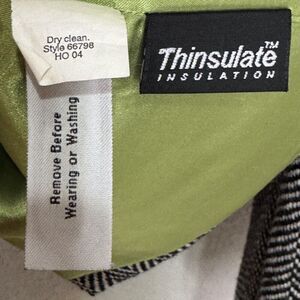 Dry clean.
Style 66798
HO 04
Thinsulate™
INSULATION
Remove Before
Wearing or Washing